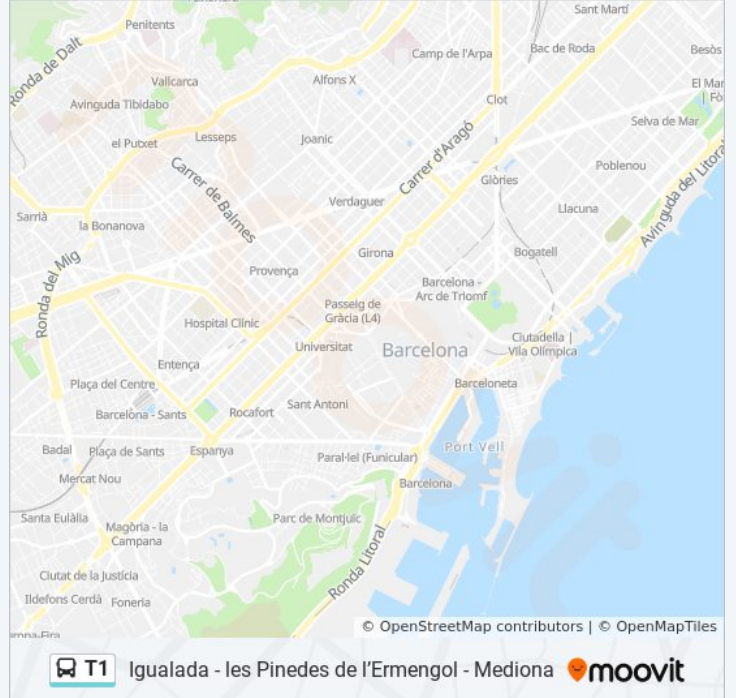 Sant Martí
Penitents
Ronda de Dalt
Camp de l'Arpa
Bac de Roda
Besòs
Vallcarca
Alfons X
El Mar
| Fò
Avinguda Tibidabo
Clot
Selva de Mar
el Putxet
Lesseps
Joanic
Carrer d'Aragó
Carrer de Balmes
Glòries
Poblenou
Avinguda del Litoral
Verdaguer
Llacuna
Sarrià
la Bonanova
Girona
Bogatell
Ronda del Mig
Provença
Barcelona -
Arc de Triomf
Passeig de
Gràcia (L4)
Hospital Clínic
Universitat
Barcelona
Ciutadella |
Vila Olímpica
Entença
Plaça del Centre
Barceloneta
Barcelona - Sants
Rocafort
Sant Antoni
Badal
Plaça de Sants
Espanya
Paral·lel (Funicular)
Port Vell
Mercat Nou
Barcelona
Santa Eulàlia
Magòria - la
Campana
Parc de Montjuïc
Ronda Litoral
Ciutat de la Justícia
Ildefons Cerdà
Foneria
© OpenStreetMap contributors | © OpenMapTiles
T1
Igualada - les Pinedes de l’Ermengol - Mediona
moovit